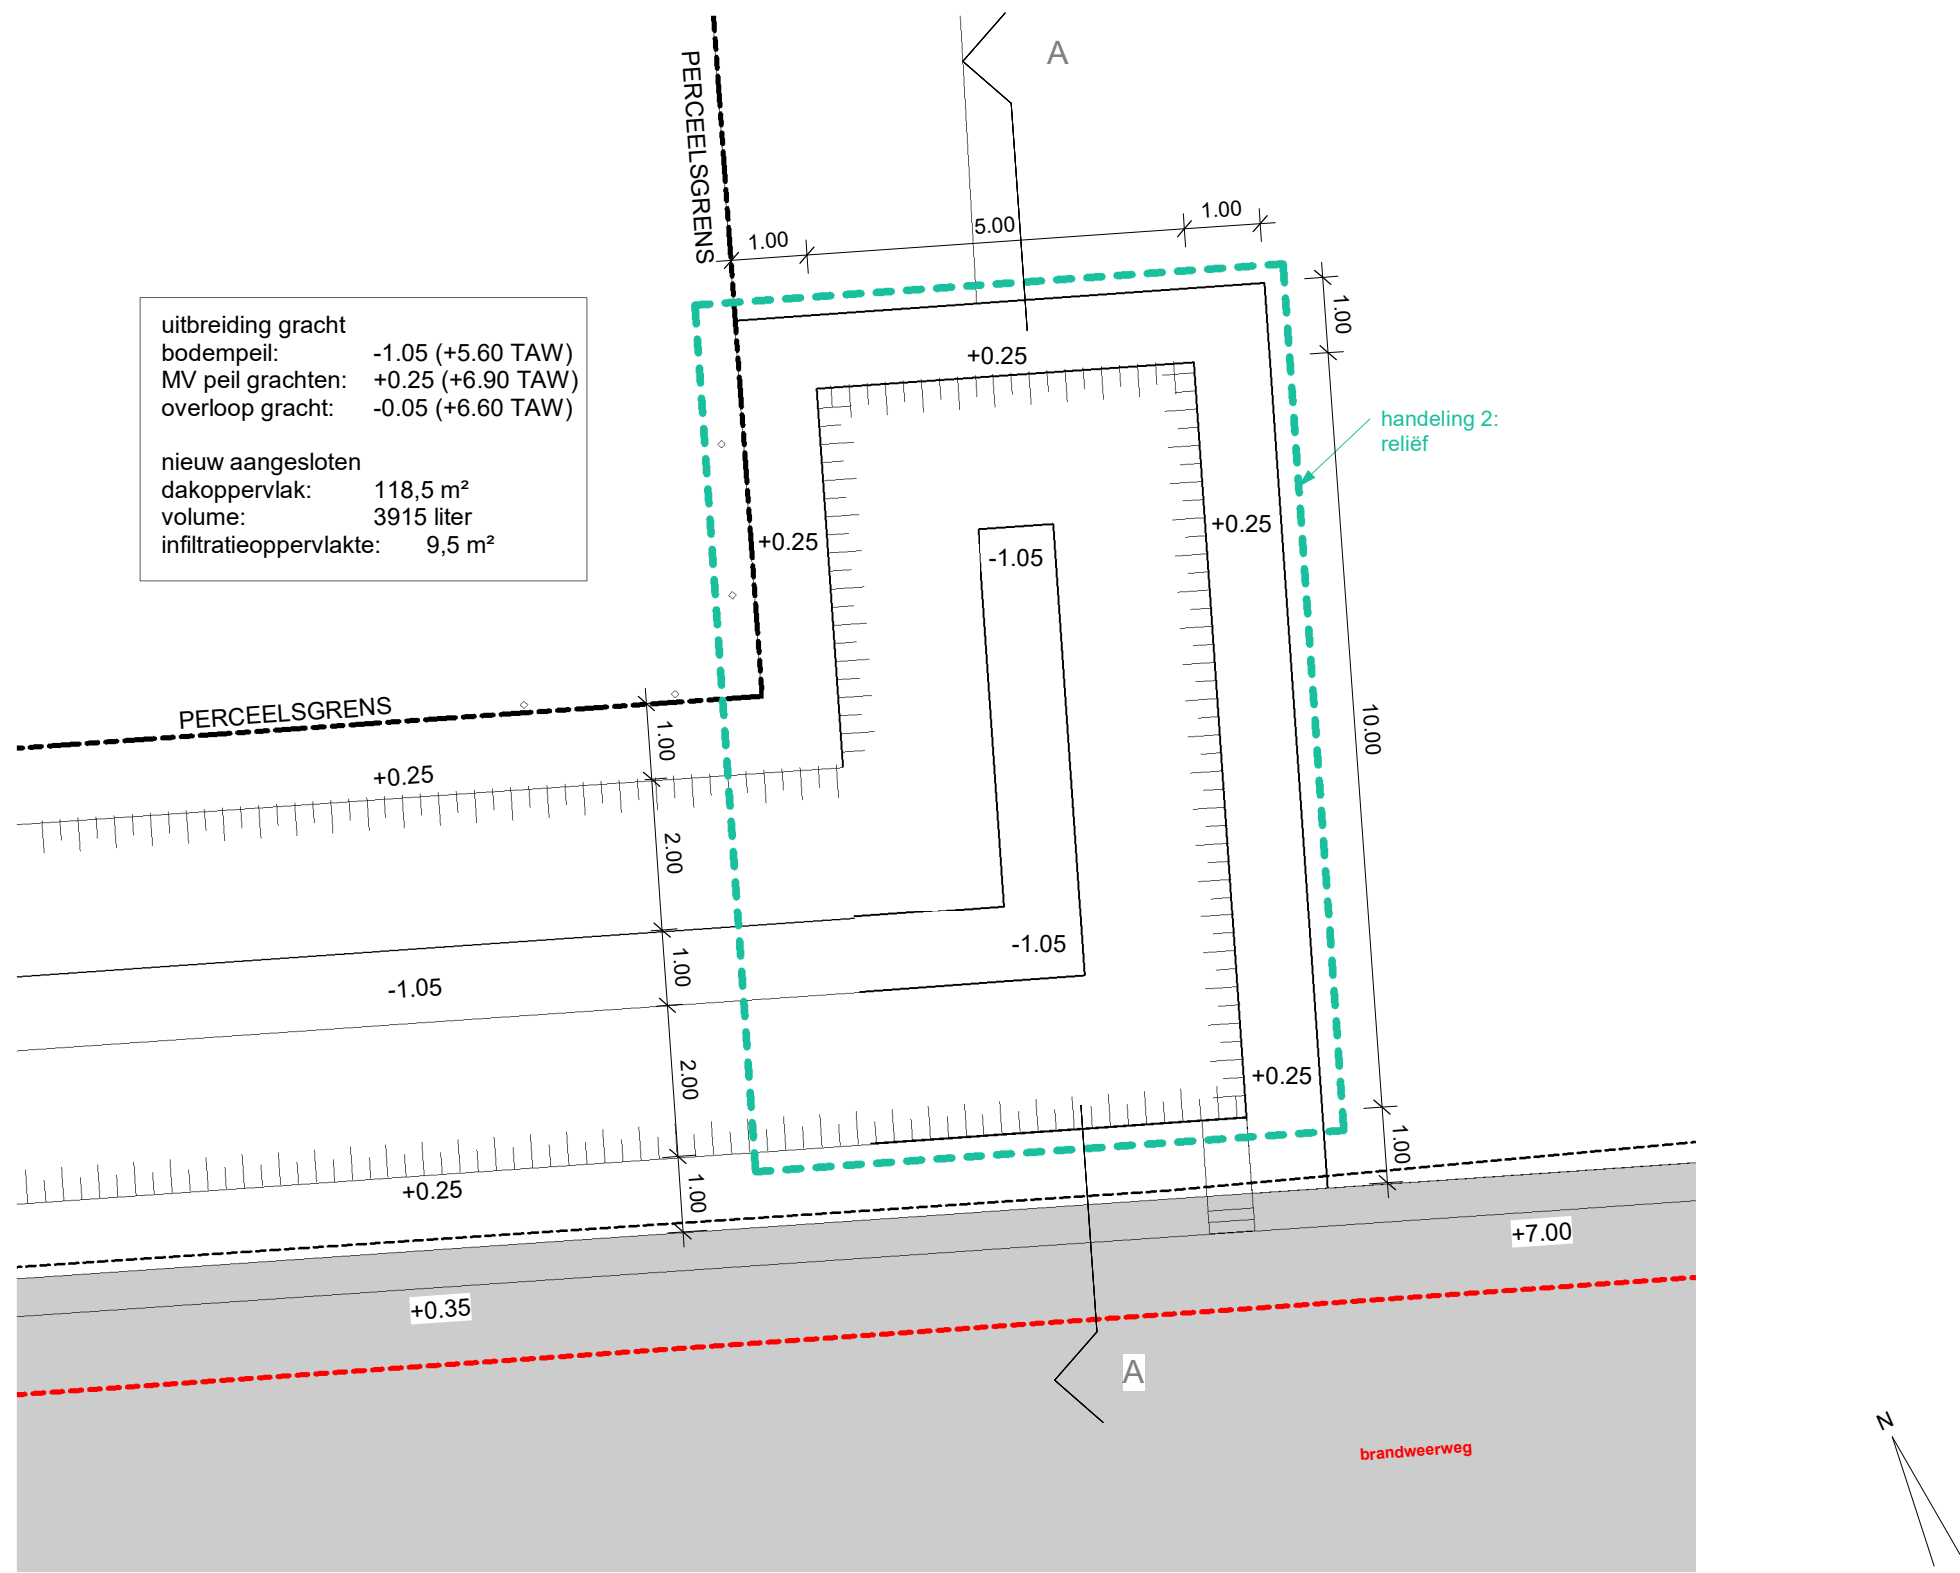 A
PERCEELSGRENS
1.00
5.00
1.00
1.00
uitbreiding gracht
bodempeil: -1.05 (+5.60 TAW)
MV peil grachten: +0.25 (+6.90 TAW)
overloop gracht: -0.05 (+6.60 TAW)
nieuw aangesloten
dakoppervlak: 118,5 m²
volume: 3915 liter
infiltratieoppervlakte: 9,5 m²
+0.25
handeling 2:
reliëf
+0.25
+0.25
-1.05
PERCEELSGRENS
1.00
10.00
+0.25
2.00
-1.05
1.00
-1.05
2.00
+0.25
1.00
+0.25
1.00
+7.00
+0.35
A
brandweerweg
N